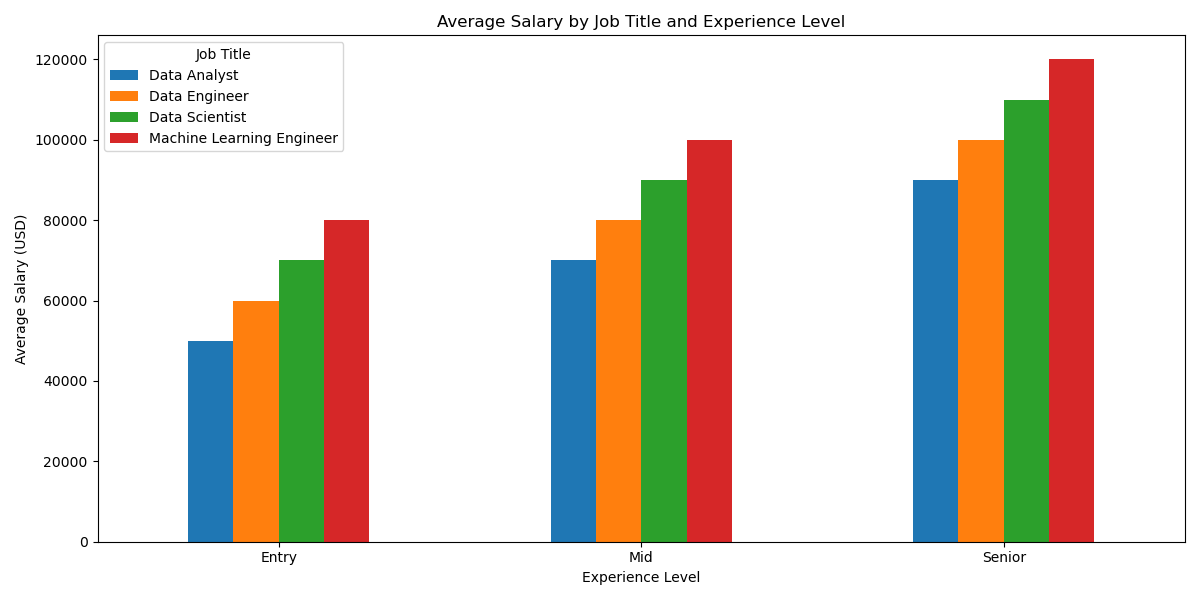 Average Salary by Job Title and Experience Level
Job Title
Data Analyst
Data Engineer
Data Scientist
Machine Learning Engineer
Average Salary (USD)
120000
100000
80000
60000
40000
20000
0
Entry
Mid
Senior
Experience Level